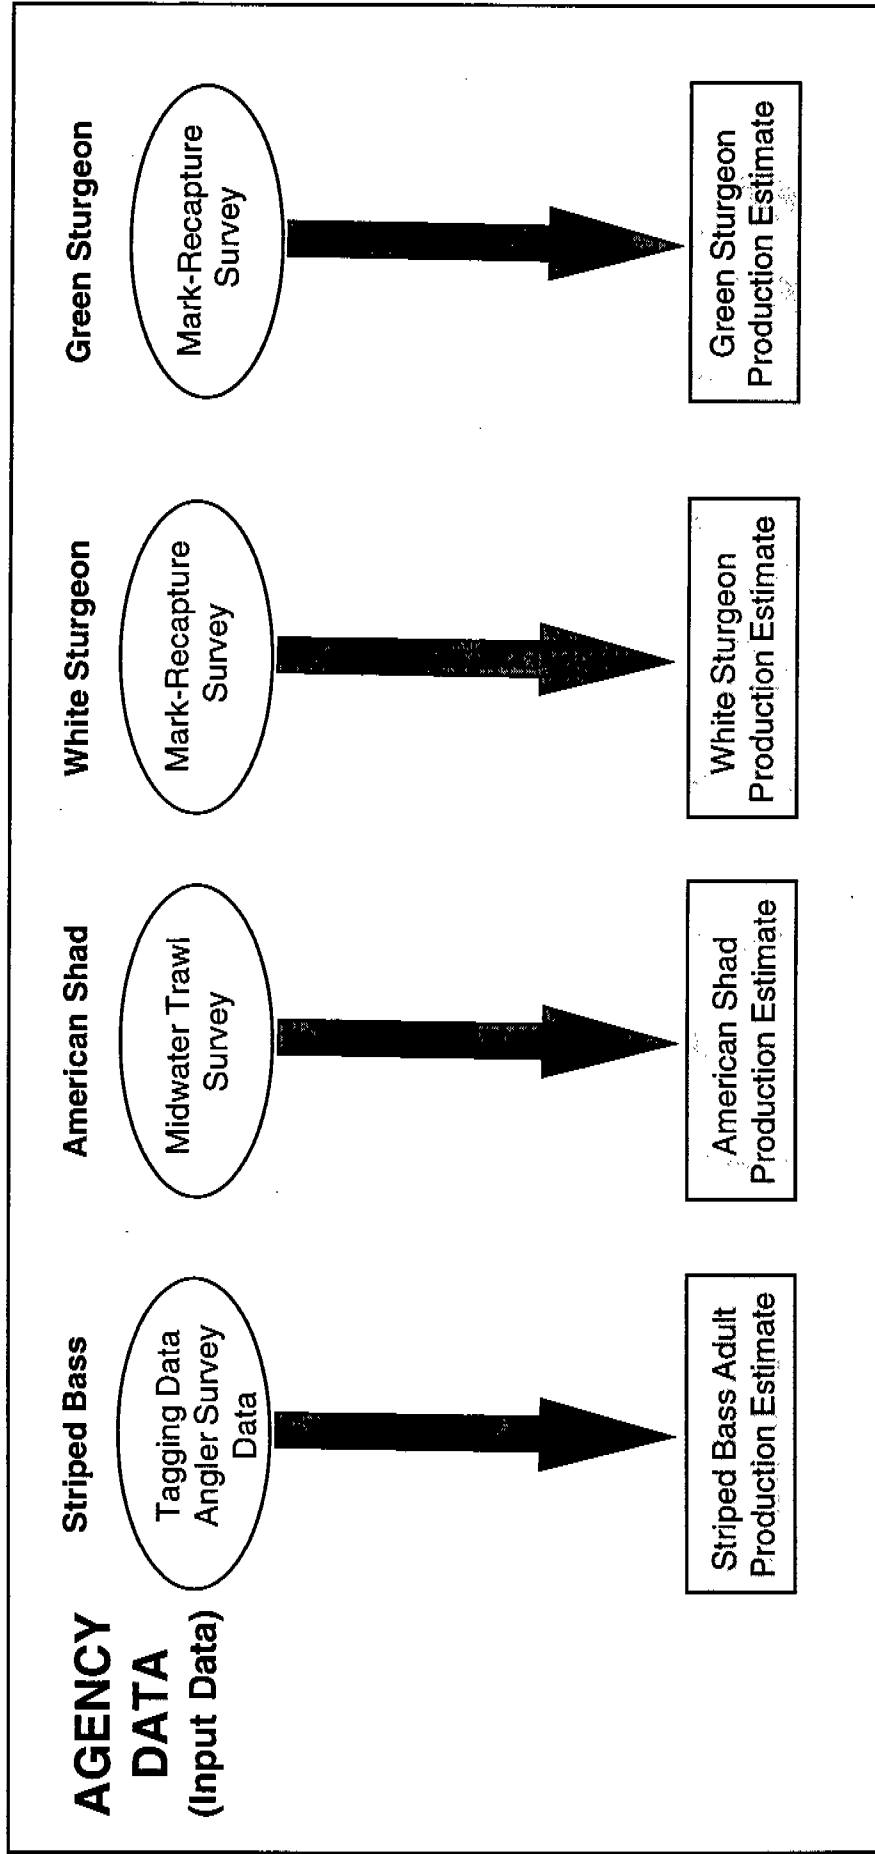 AGENCY
DATA
(Input Data)
Striped Bass
Tagging Data
Angler Survey
Data
Striped Bass Adult
Production Estimate
American Shad
Midwater Trawl
Survey
American Shad
Production Estimate
White Sturgeon
Mark-Recapture
Survey
White Sturgeon
Production Estimate
Green Sturgeon
Mark-Recapture
Survey
Green Sturgeon
Production Estimate